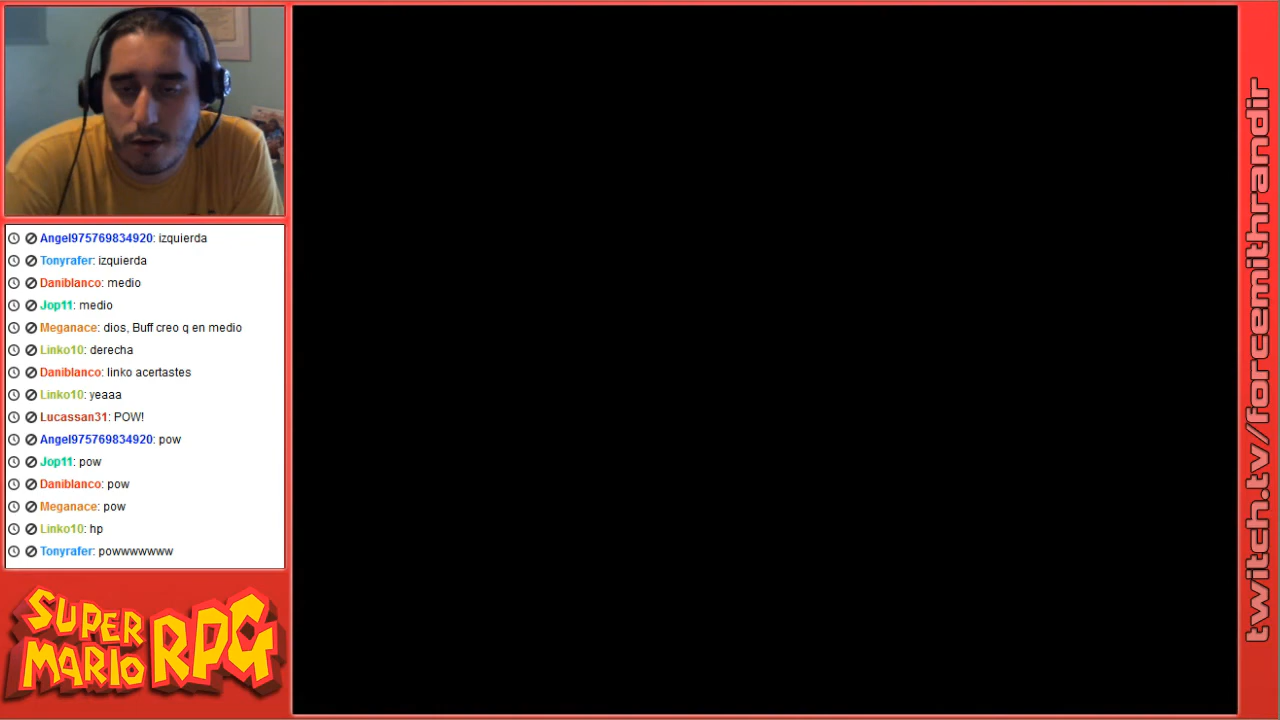 Angel975769834920: izquierda
Tonyrafer: izquierda
Daniblanco: medio
Jop11: medio
Meganace: dios, Buff creo q en medio
Linko10: derecha
Daniblanco: linko acertastes
Linko10: yeaaa
Lucassan31: POW!
Angel975769834920: pow
Jop11: pow
Daniblanco: pow
Meganace: pow
Linko10: hp
Tonyrafer: powwwwwww
SUPER
MARIO RPG
twitch.tv/forcemithrandir